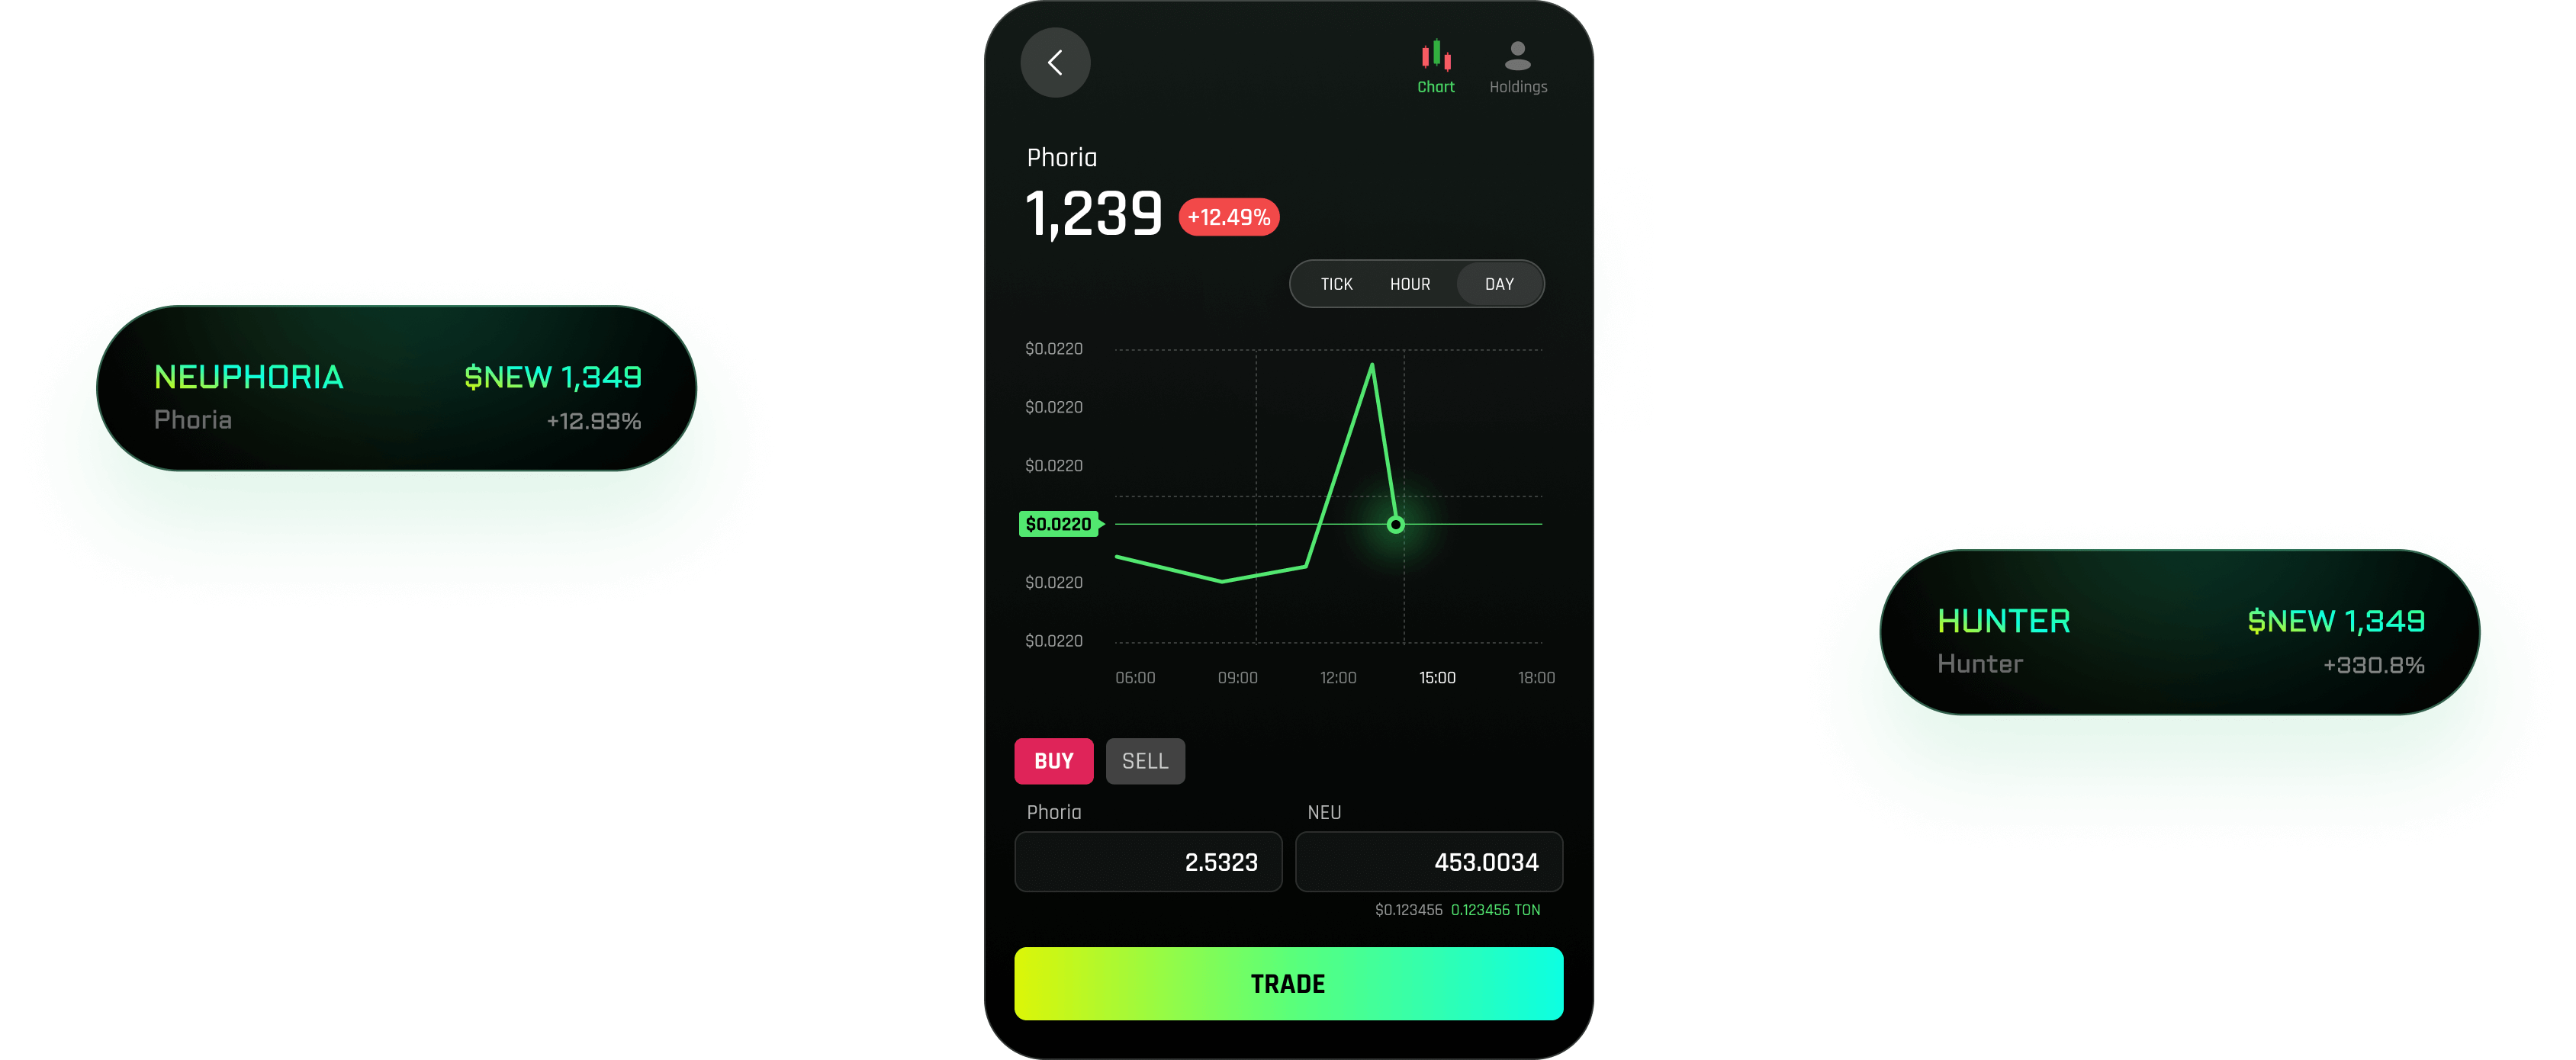 NEUPHORIA $NEW 1,349
Phoria +12.93%
Chart Holdings
Phoria
1,239 +12.49%
TICK HOUR DAY
$0.0220
$0.0220
$0.0220
$0.0220
$0.0220
$0.0220
06:00 09:00 12:00 15:00 18:00
BUY SELL
Phoria NEU
2.5323 453.0034
$0.123456 0.123456 TON
TRADE
HUNTER $NEW 1,349
Hunter +330.8%